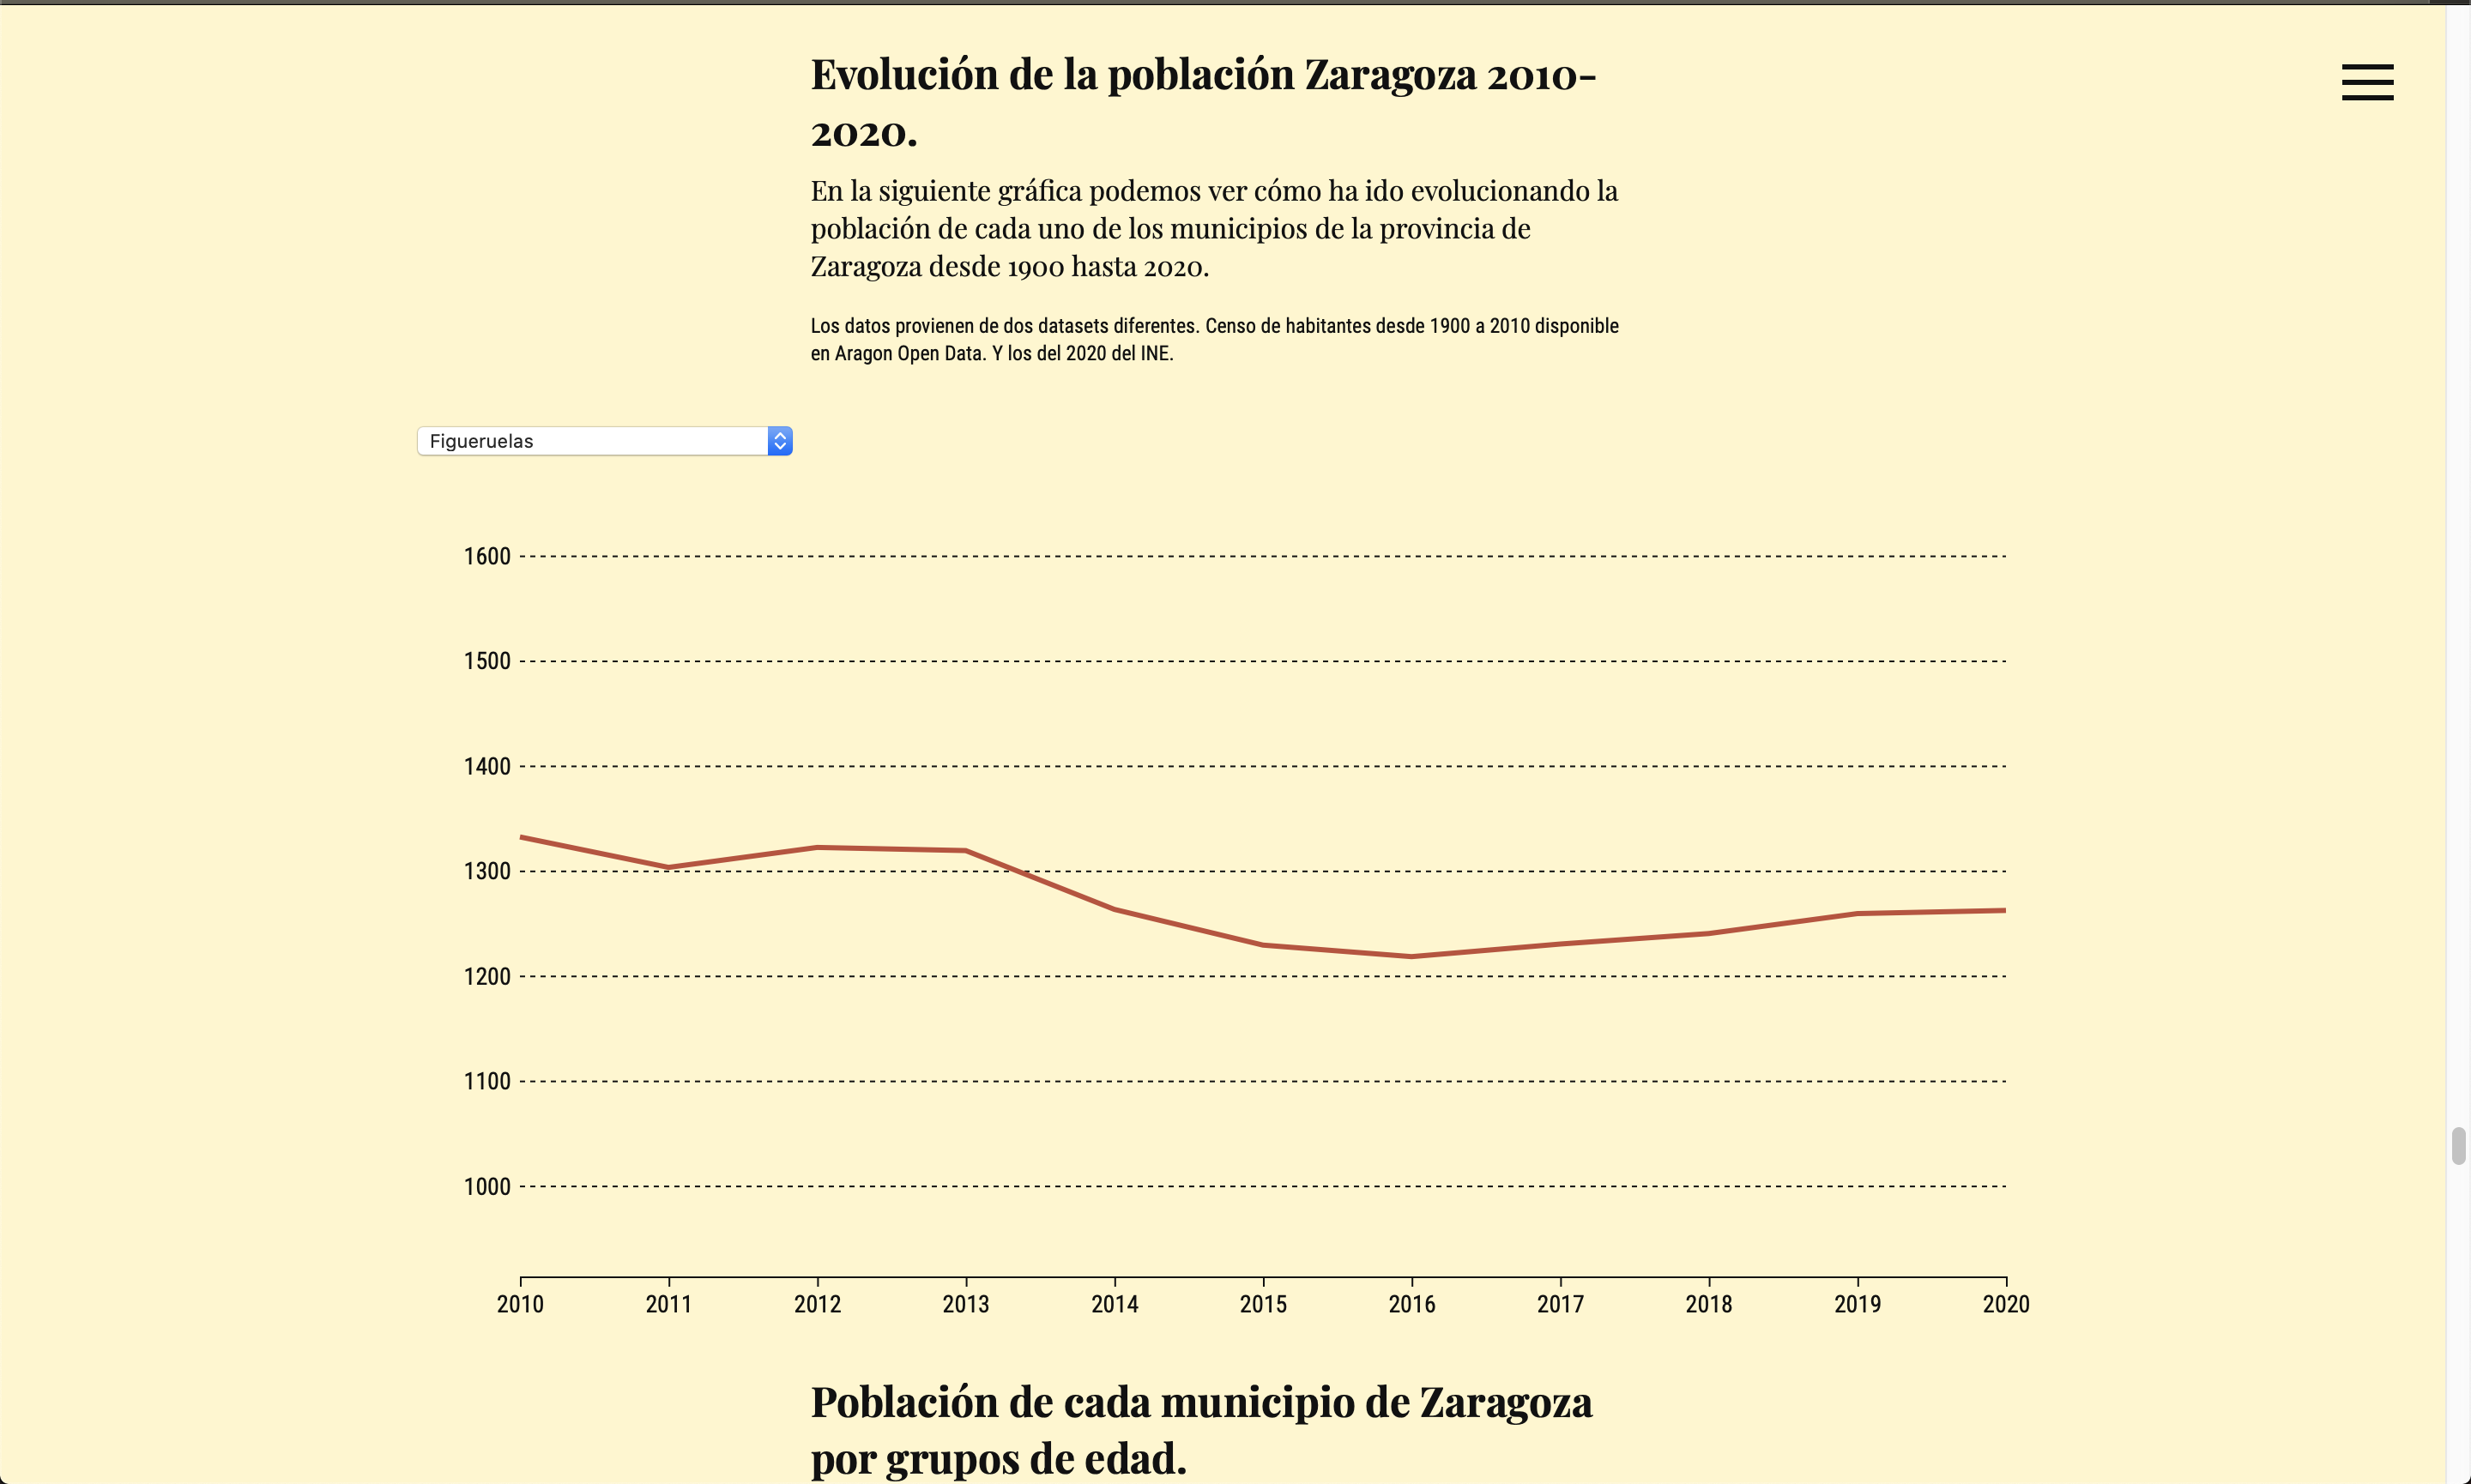 Evolución de la población Zaragoza 2010-
2020.
En la siguiente gráfica podemos ver cómo ha ido evolucionando la
población de cada uno de los municipios de la provincia de
Zaragoza desde 1900 hasta 2020.
Los datos provienen de dos datasets diferentes. Censo de habitantes desde 1900 a 2010 disponible
en Aragon Open Data. Y los del 2020 del INE.
Figueruelas
1600
1500
1400
1300
1200
1100
1000
2010 2011 2012 2013 2014 2015 2016 2017 2018 2019 2020
Población de cada municipio de Zaragoza
por grupos de edad.